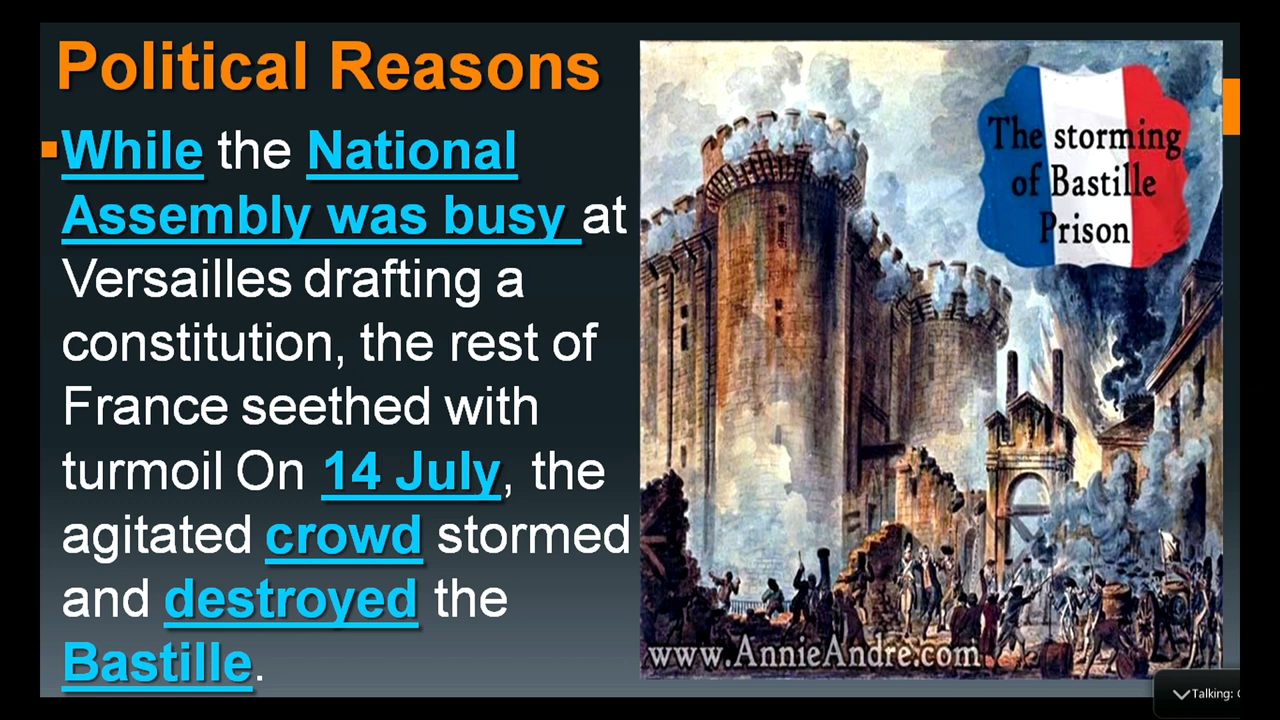 Political Reasons
While the National
Assembly was busy at
Versailles drafting a
constitution, the rest of
France seethed with
turmoil On 14 July, the
agitated crowd stormed
and destroyed the
Bastille.
The storming
of Bastille
Prison
www.AnnieAndre.com
Talking: